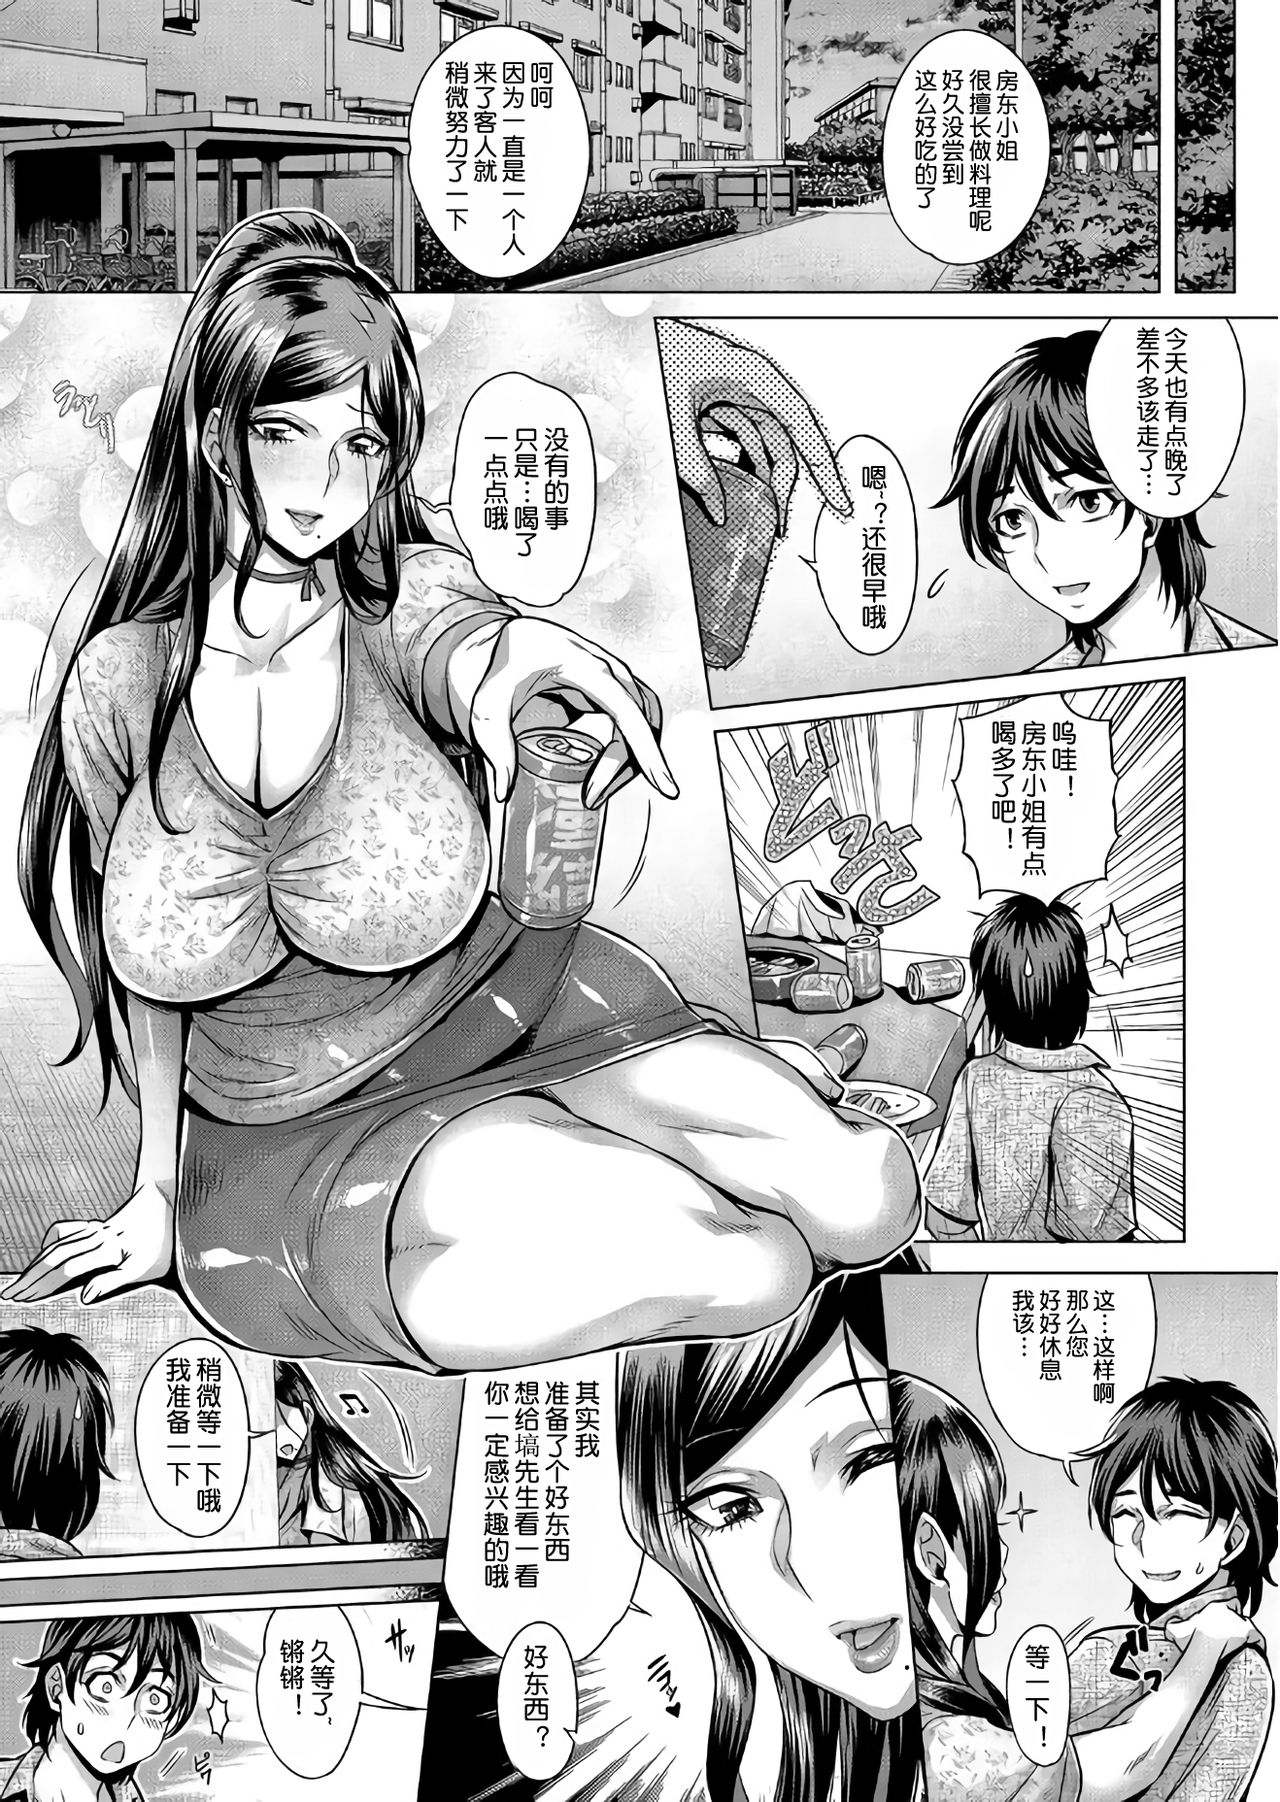 房东小姐
很擅长做料理呢
好久没尝到
这么好吃的了
呵呵
因为一直是一个人
来了客人就
稍微努力了一下
今天也有点晚了
差不多该走了…
嗯~?还很早哦
没有的事
只是…喝了
一点点哦
呜哇!
房东小姐有点
喝多了吧!
这…这样啊
那么您
好好休息
我该…
等一下!
其实我
准备了个好东西
想给塙先生看一看
你一定感兴趣的哦
好东西?
稍微等一下哦
我准备一下
久等了~
锵锵!